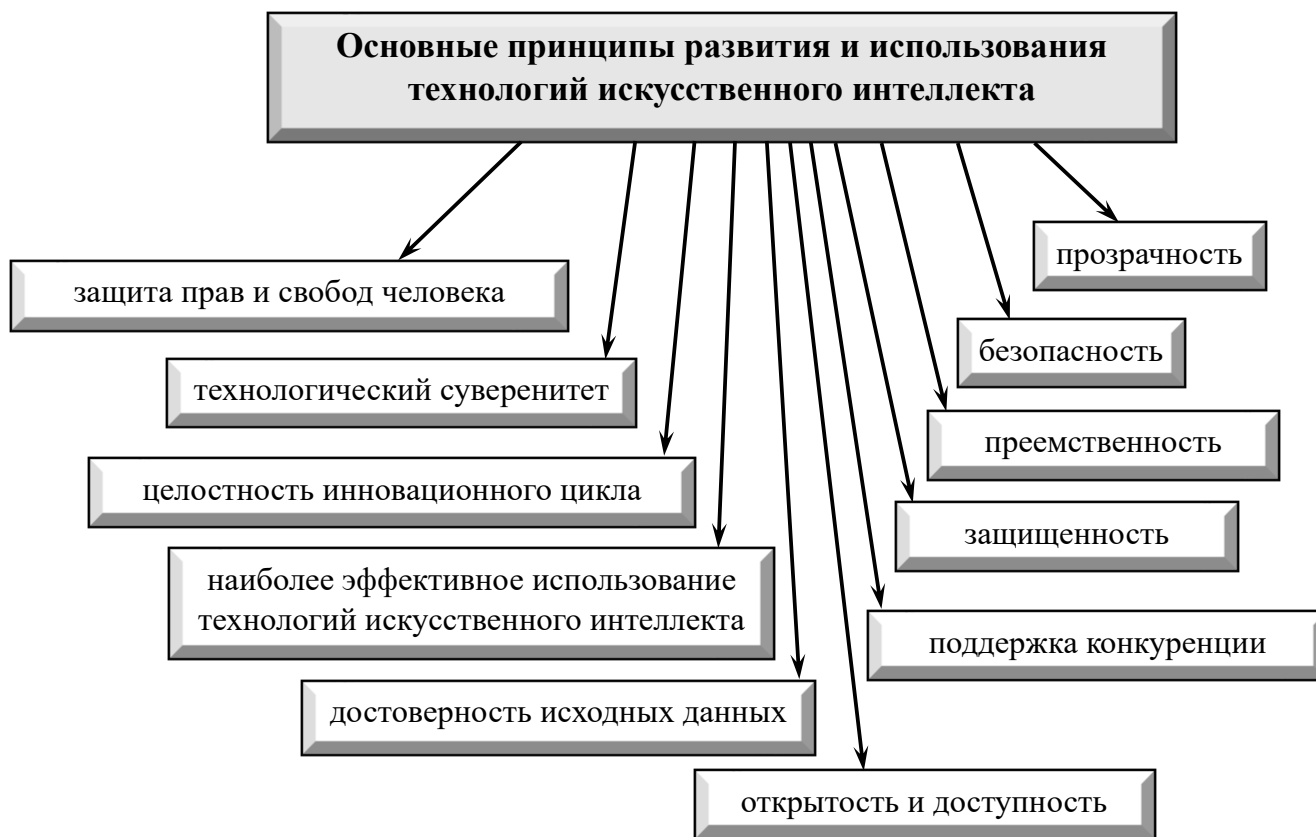 Основные принципы развития и использования
технологий искусственного интеллекта
прозрачность
защита прав и свобод человека
безопасность
технологический суверенитет
преемственность
целостность инновационного цикла
защищенность
наиболее эффективное использование
технологий искусственного интеллекта
поддержка конкуренции
достоверность исходных данных
открытость и доступность